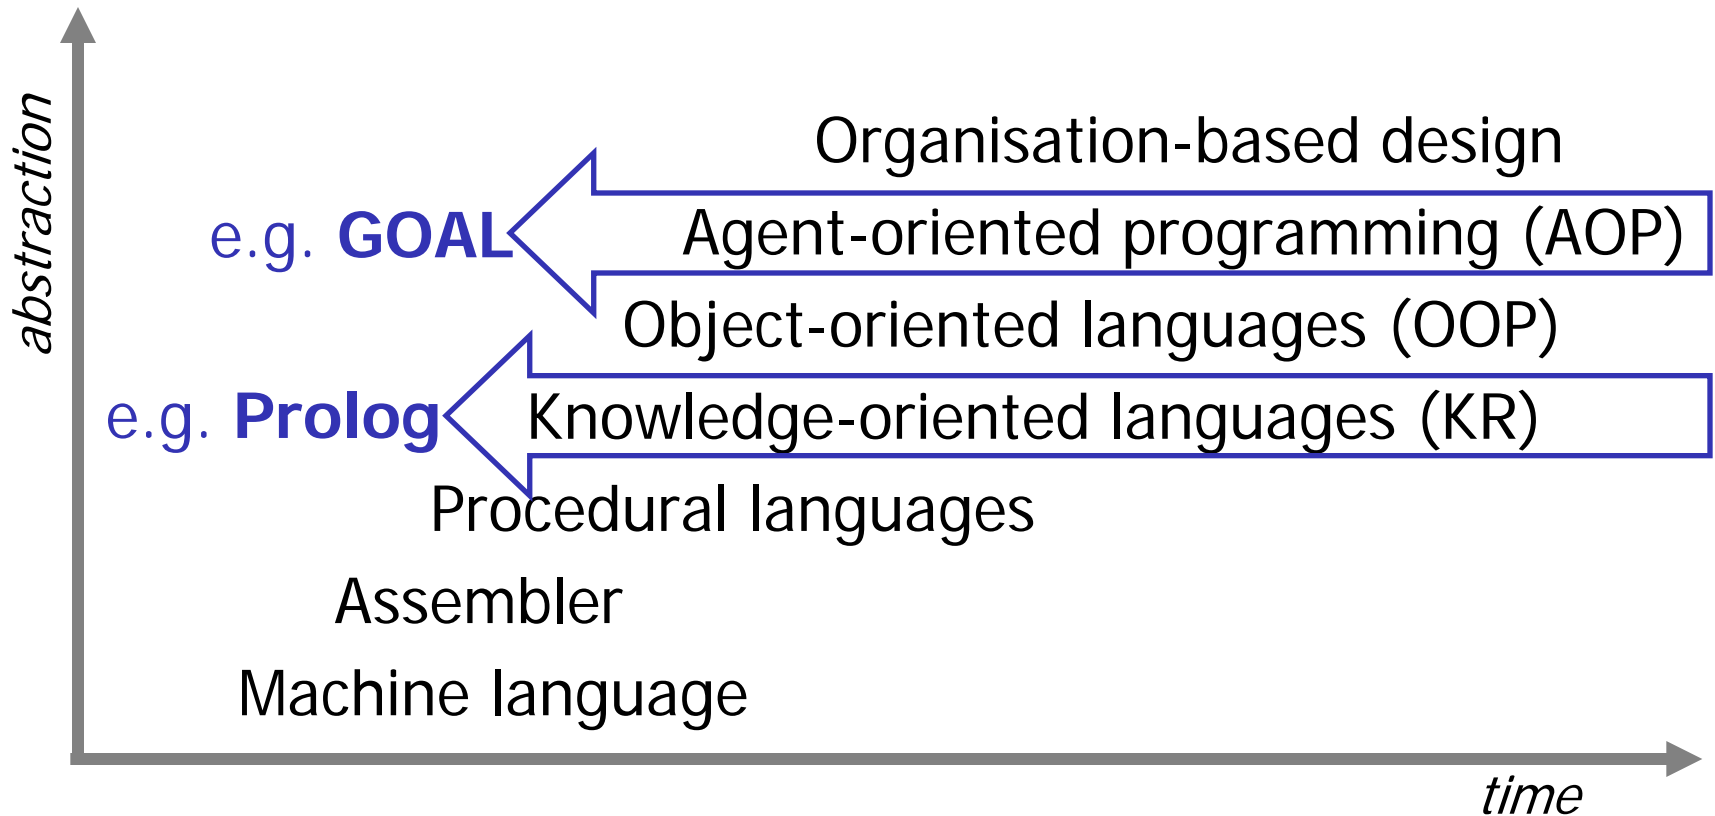 abstraction
Organisation-based design
e.g. GOAL Agent-oriented programming (AOP)
Object-oriented languages (OOP)
e.g. Prolog Knowledge-oriented languages (KR)
Procedural languages
Assembler
Machine language
time